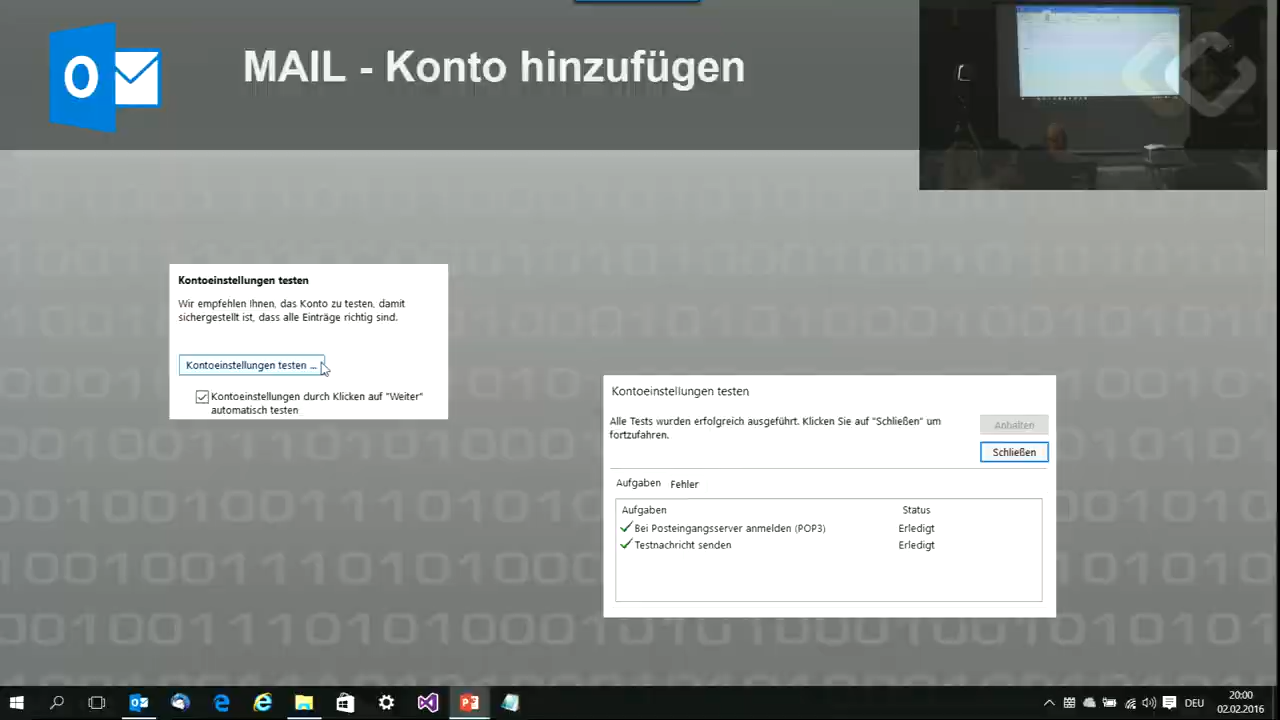 MAIL - Konto hinzufügen
Kontoeinstellungen testen
Wir empfehlen Ihnen, das Konto zu testen, damit
sichergestellt ist, dass alle Einträge richtig sind.
Kontoeinstellungen testen ...
Kontoeinstellungen durch Klicken auf "Weiter"
automatisch testen
Kontoeinstellungen testen
Alle Tests wurden erfolgreich ausgeführt. Klicken Sie auf "Schließen" um
fortzufahren.
Anhalten
Schließen
Aufgaben Fehler
Aufgaben Status
Bei Posteingangsserver anmelden (POP3) Erledigt
Testnachricht senden Erledigt
DEU
20:00
02.02.2016